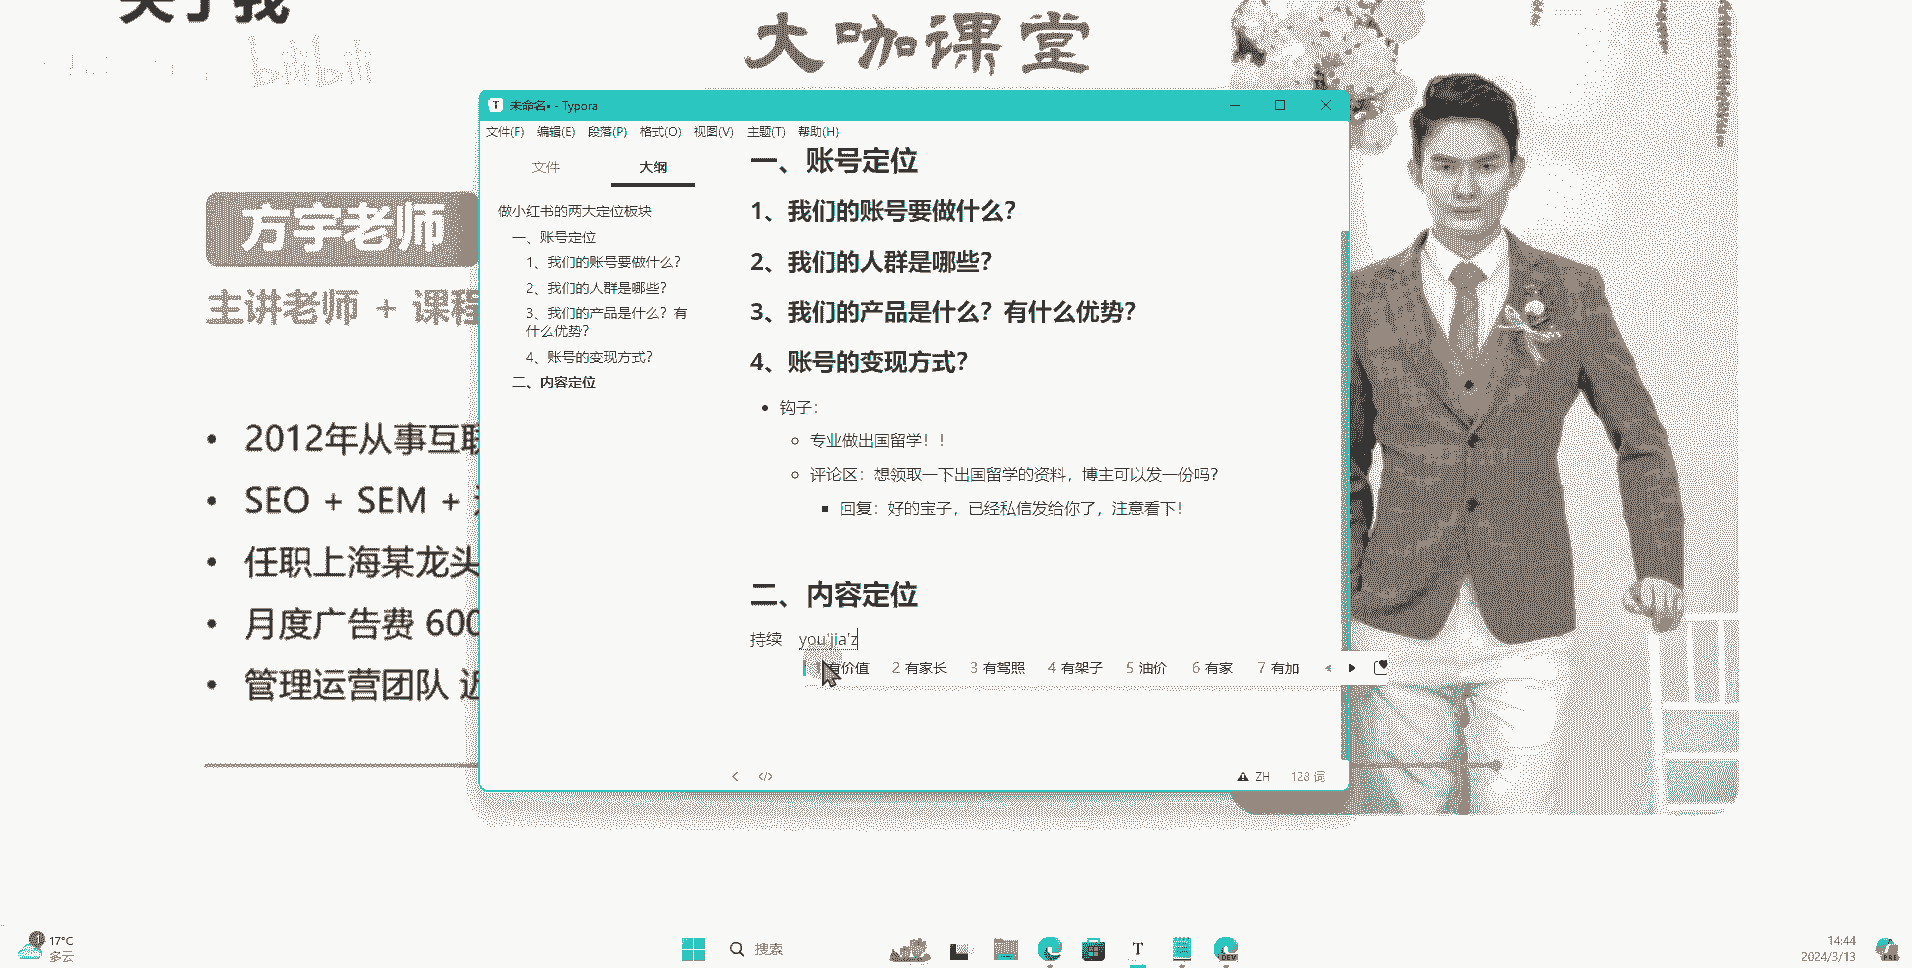 关于我
bilibili
大咖课堂
方宇老师
主讲老师 + 课程
2012年从事互联
SEO + SEM +
任职上海某龙头
月度广告费 600
管理运营团队 近
未命名• - Typora
文件(F) 编辑(E) 段落(P) 格式(O) 视图(V) 主题(T) 帮助(H)
文件 大纲
做小红书的两大定位板块
一、账号定位
1、我们的账号要做什么？
2、我们的人群是哪些？
3、我们的产品是什么？有
什么优势？
4、账号的变现方式？
二、内容定位
一、账号定位
1、我们的账号要做什么？
2、我们的人群是哪些？
3、我们的产品是什么？有什么优势？
4、账号的变现方式？
钩子：
专业做出国留学！！
评论区：想领取一下出国留学的资料，博主可以发一份吗？
回复：好的宝子，已经私信发给你了，注意看下！
二、内容定位
持续 you'jia'z
1 有价值 2 有家长 3 有驾照 4 有架子 5 油价 6 有家 7 有加
</> ZH 128 词
1 17°C
多云
搜索
T
DEV
14:44
2024/3/13
PRE